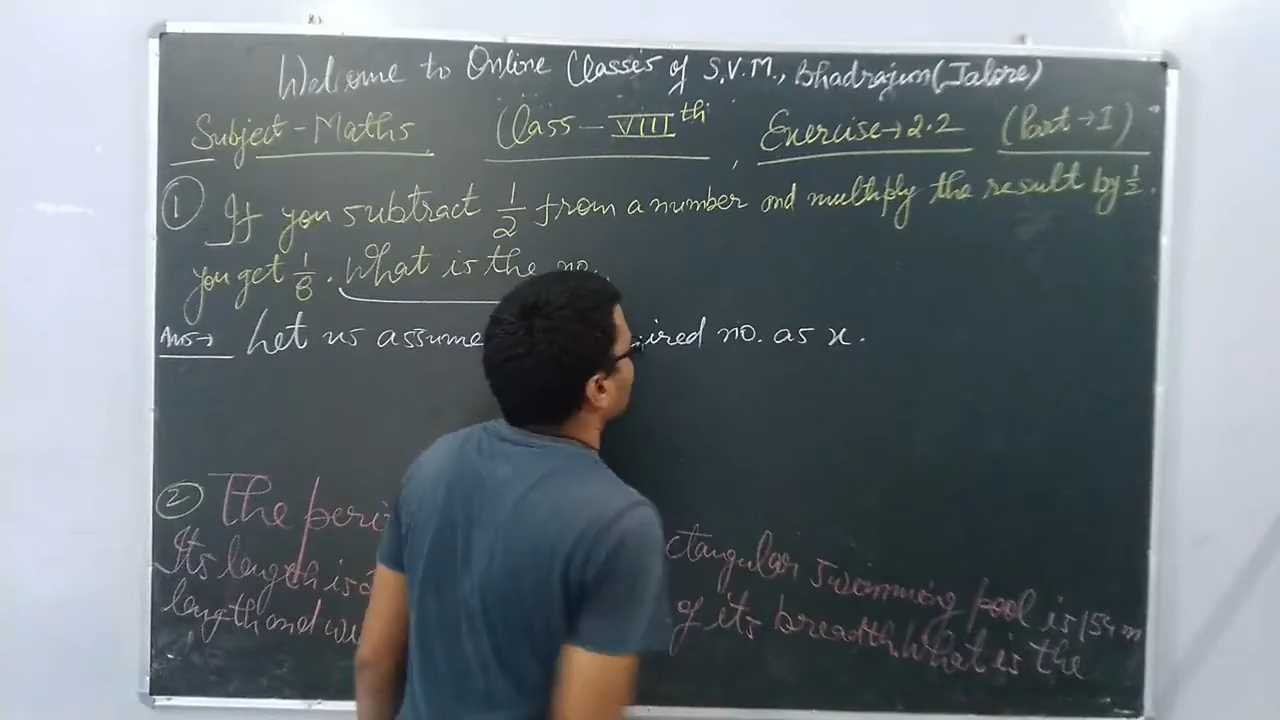 Welcome to Online Classes of S.V.M., Bhadrajun (Jalore)
Subject - Maths Class - VIIIth, Exercise → 2.2 (Part → I)
① If you subtract 1/2 from a number and multiply the result by 1/2.
you get 1/8. What is the no.
Ans → Let us assume ired no. as x.
② The peri ctangular swimming pool is 154 m
Its length is of its breadth. What is the
length and wi